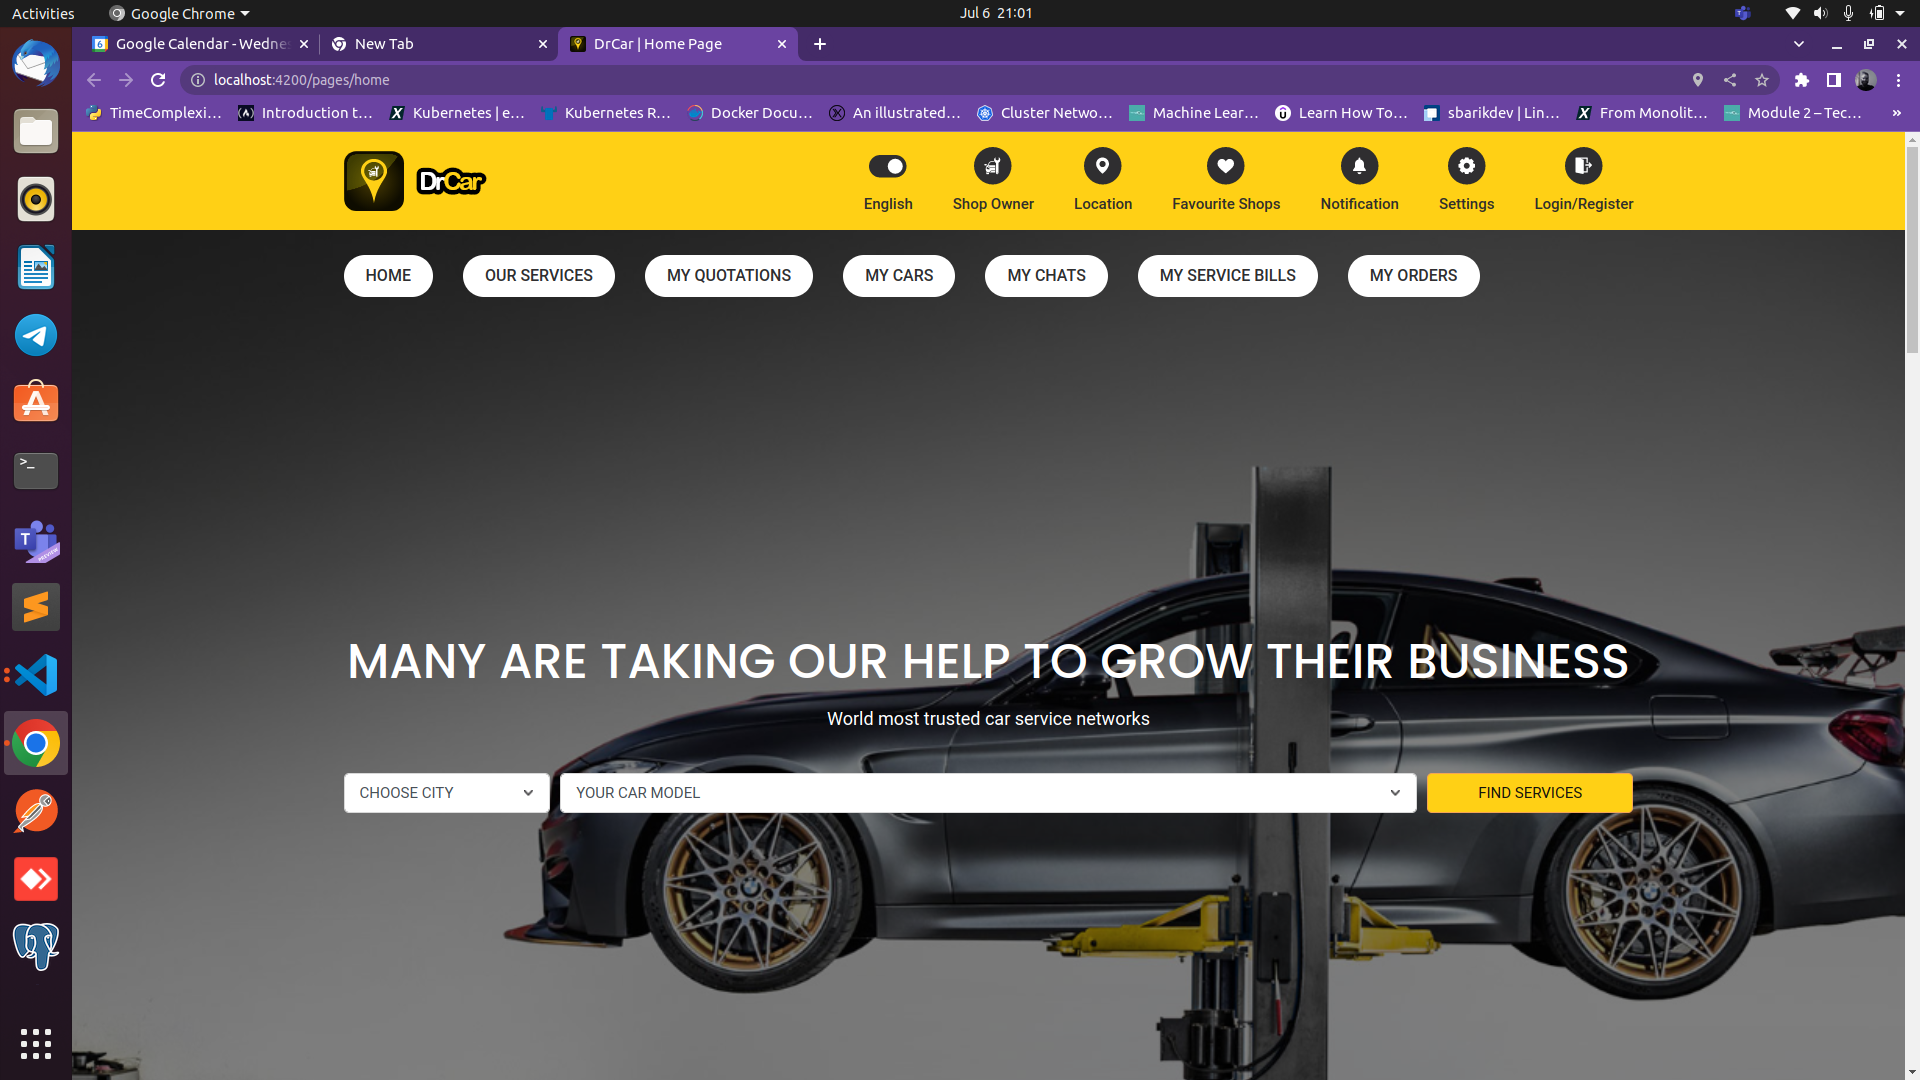 Activities
Google Chrome
Jul 6 21:01
Google Calendar - Wednes
New Tab
DrCar | Home Page
localhost:4200/pages/home
TimeComplexi...
Introduction t...
Kubernetes | e...
Kubernetes R...
Docker Docu...
An illustrated...
Cluster Netwo...
Machine Lear...
Learn How To...
sbarikdev | Lin...
From Monolit...
Module 2 – Tec...
»
DrCar
English
Shop Owner
Location
Favourite Shops
Notification
Settings
Login/Register
HOME
OUR SERVICES
MY QUOTATIONS
MY CARS
MY CHATS
MY SERVICE BILLS
MY ORDERS
MANY ARE TAKING OUR HELP TO GROW THEIR BUSINESS
World most trusted car service networks
CHOOSE CITY
YOUR CAR MODEL
FIND SERVICES